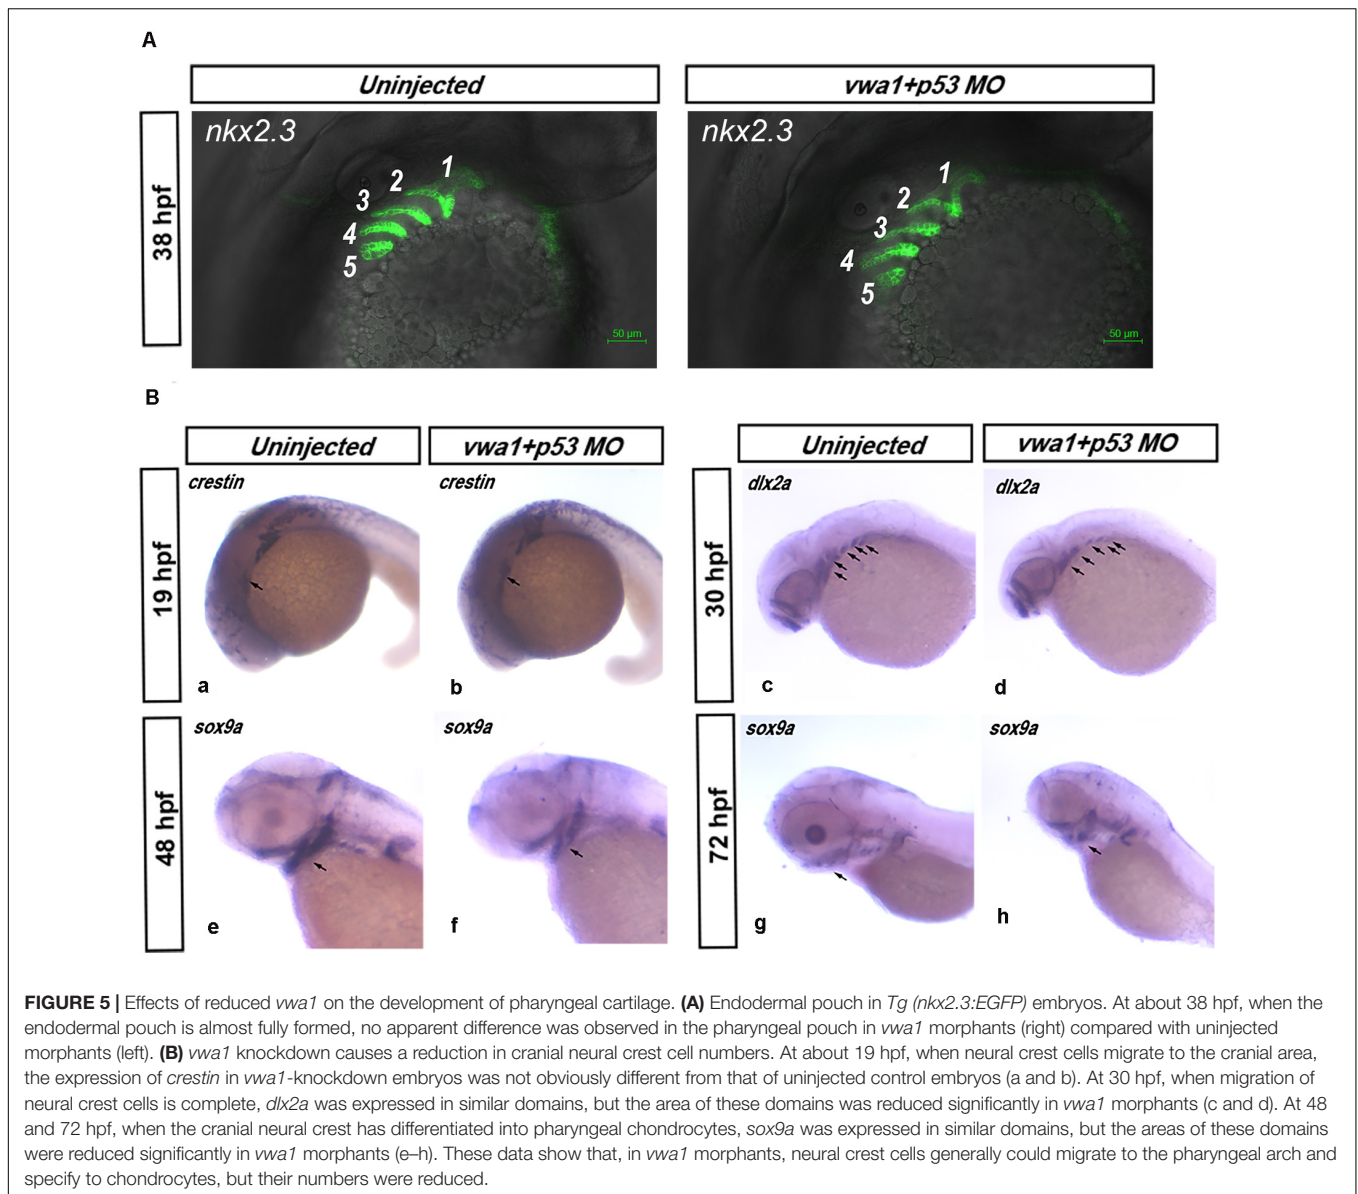 A
Uninjected
vwa1+p53 MO
38 hpf
nkx2.3
1
2
3
4
5
50 µm
nkx2.3
1
2
3
4
5
50 µm
B
Uninjected
vwa1+p53 MO
Uninjected
vwa1+p53 MO
19 hpf
crestin
a
crestin
b
30 hpf
dlx2a
c
dlx2a
d
48 hpf
sox9a
e
sox9a
f
72 hpf
sox9a
g
sox9a
h
FIGURE 5 | Effects of reduced vwa1 on the development of pharyngeal cartilage. (A) Endodermal pouch in Tg (nkx2.3:EGFP) embryos. At about 38 hpf, when the
endodermal pouch is almost fully formed, no apparent difference was observed in the pharyngeal pouch in vwa1 morphants (right) compared with uninjected
morphants (left). (B) vwa1 knockdown causes a reduction in cranial neural crest cell numbers. At about 19 hpf, when neural crest cells migrate to the cranial area,
the expression of crestin in vwa1-knockdown embryos was not obviously different from that of uninjected control embryos (a and b). At 30 hpf, when migration of
neural crest cells is complete, dlx2a was expressed in similar domains, but the area of these domains was reduced significantly in vwa1 morphants (c and d). At 48
and 72 hpf, when the cranial neural crest has differentiated into pharyngeal chondrocytes, sox9a was expressed in similar domains, but the areas of these domains
were reduced significantly in vwa1 morphants (e–h). These data show that, in vwa1 morphants, neural crest cells generally could migrate to the pharyngeal arch and
specify to chondrocytes, but their numbers were reduced.